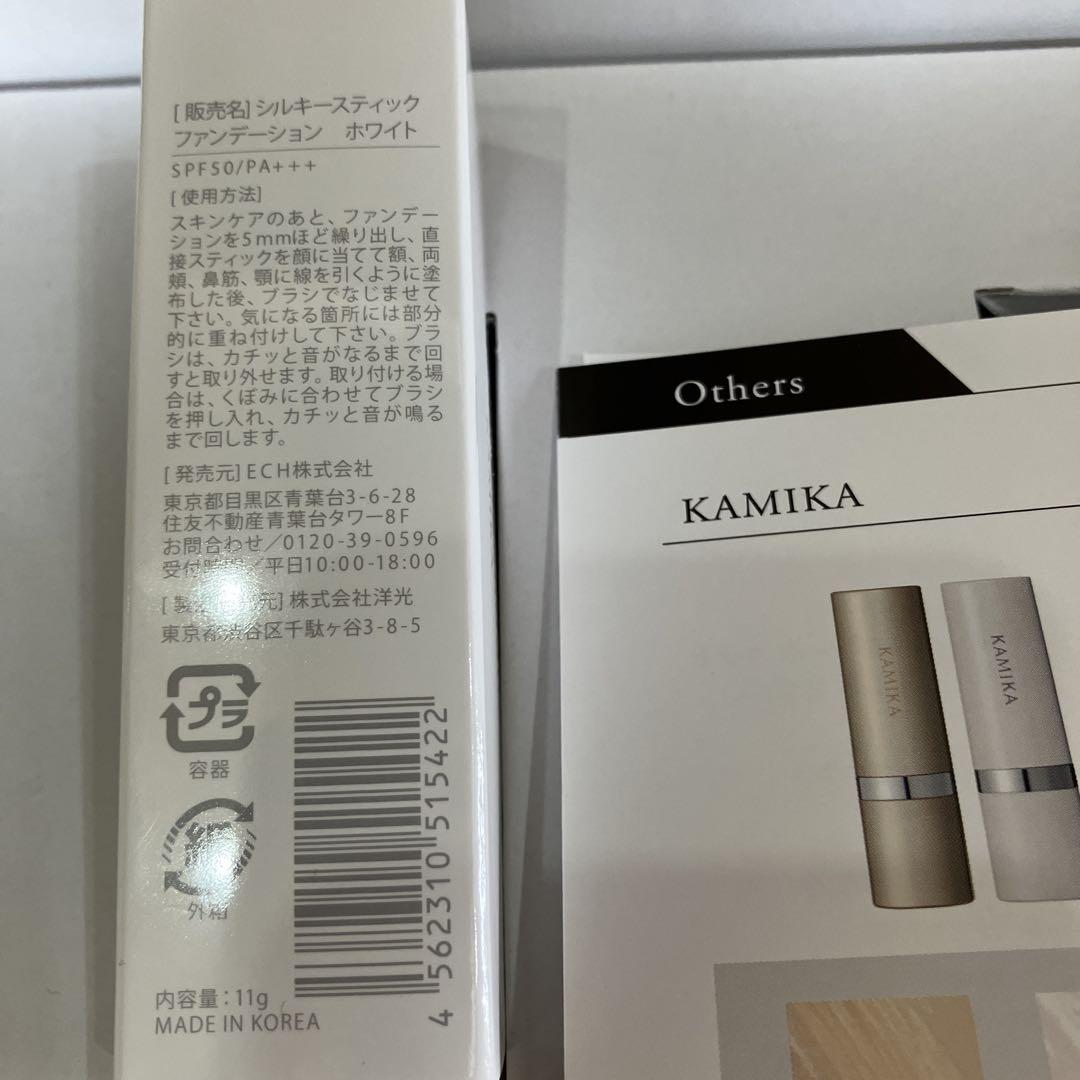 [販売名]シルキースティック
ファンデーション ホワイト
SPF50/PA+++
[使用方法]
スキンケアのあと、ファンデー
ションを5mmほど繰り出し、直
接スティックを顔に当てて額、両
頬、鼻筋、顎に線を引くように塗
布した後、ブラシでなじませて
下さい。気になる箇所には部分
的に重ね付けして下さい。ブラ
シは、カチッと音がなるまで回
すと取り外せます。取り付ける場
合は、くぼみに合わせてブラシ
を押し入れ、カチッと音が鳴る
まで回します。
[発売元]ECH株式会社
東京都目黒区青葉台3-6-28
住友不動産青葉台タワー8F
お問合わせ/0120-39-0596
受付時間/平日10:00-18:00
元]株式会社洋光
東京都渋谷区千駄ヶ谷3-8-5
プラ
容器
外箱
4562310515422
内容量:11g
MADE IN KOREA
Others
KAMIKA
KAMIKA
KAMIKA